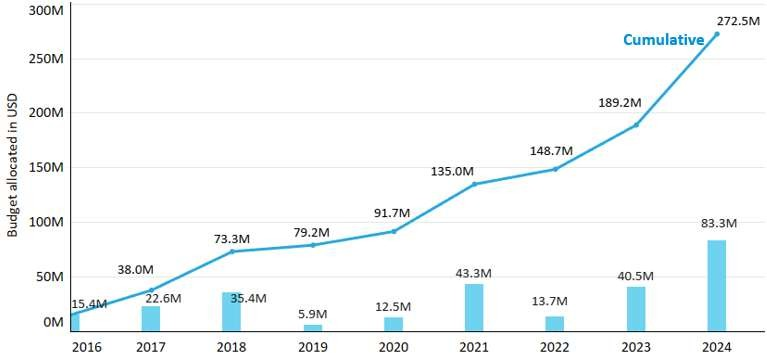 300M
272.5M
Cumulative
250M
189.2M
200M
148.7M
135.0M
150M
91.7M
79.2M
73.3M
100M
83.3M
38.0M
50M
43.3M
40.5M
15.4M
22.6M
35.4M
5.9M
12.5M
13.7M
0M
2016 2017 2018 2019 2020 2021 2022 2023 2024
Budget allocated in USD